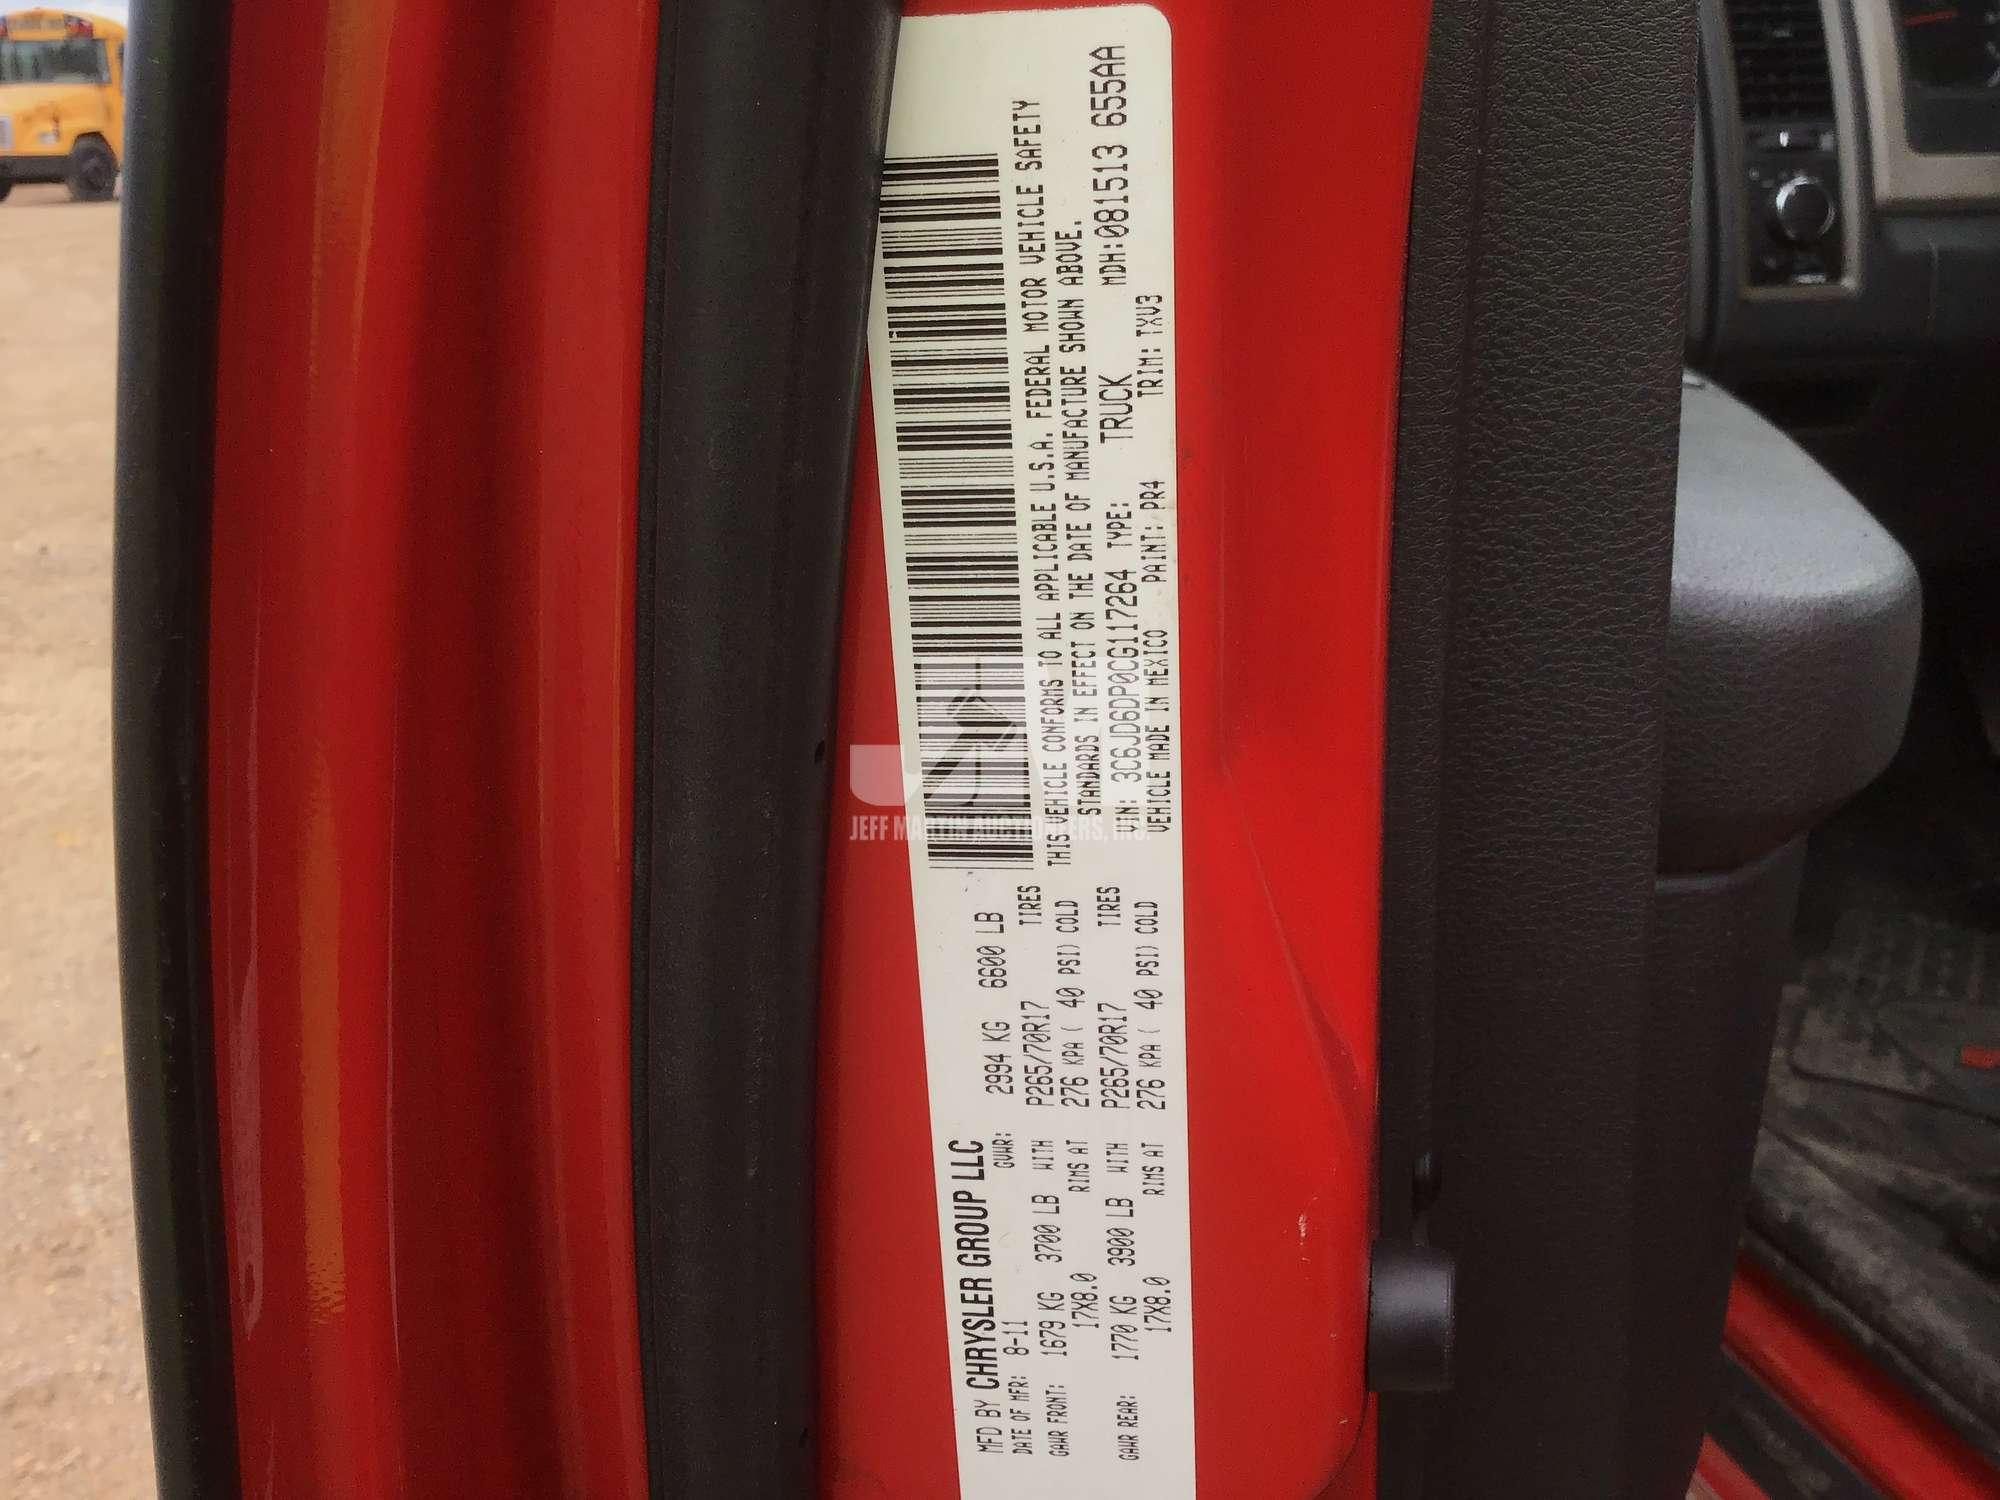 MFD BY CHRYSLER GROUP LLC
DATE OF MFR: 8-11 GVWR: 2994 KG 6600 LB
GAWR FRONT: 1679 KG 3700 LB WITH P265/70R17 TIRES
17X8.0 RIMS AT 276 KPA ( 40 PSI) COLD
GAWR REAR: 1770 KG 3900 LB WITH P265/70R17 TIRES
17X8.0 RIMS AT 276 KPA ( 40 PSI) COLD
THIS VEHICLE CONFORMS TO ALL APPLICABLE U.S.A. FEDERAL MOTOR VEHICLE SAFETY
STANDARDS IN EFFECT ON THE DATE OF MANUFACTURE SHOWN ABOVE.
VIN: 3C6JD6DP0CG117264 TYPE: TRUCK MDH:081513 655AA
VEHICLE MADE IN MEXICO PAINT: PR4 TRIM: TXV3
JEFF MARTIN AUCTIONEERS, INC.